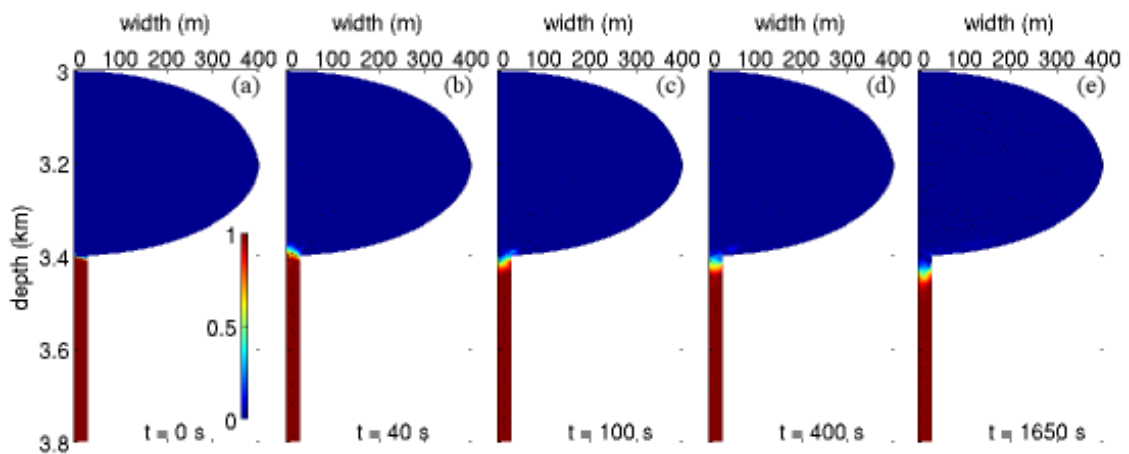 width (m) width (m) width (m) width (m) width (m)
0 100 200 300 400 0 100 200 300 400 0 100 200 300 400 0 100 200 300 400 0 100 200 300 400
3 (a) (b) (c) (d) (e)
3.2
depth (km)
3.4
3.6
3.8
1
0.5
0
t = 0 s t = 40 s t = 100 s t = 400 s t = 1650 s